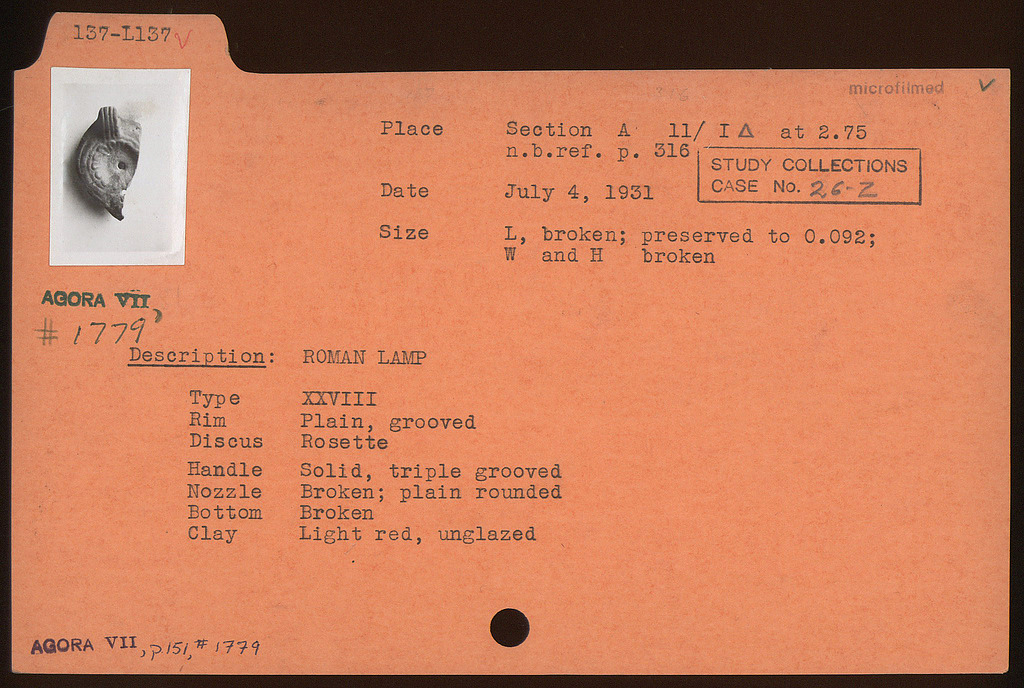 137-L137 ✓
microfilmed ✓
Place Section A 11/ I Δ at 2.75
n.b.ref. p. 316
STUDY COLLECTIONS
CASE No. 26-Z
Date July 4, 1931
Size L, broken; preserved to 0.092;
W and H broken
AGORA VII,
# 1779
Description: ROMAN LAMP
Type XXVIII
Rim Plain, grooved
Discus Rosette
Handle Solid, triple grooved
Nozzle Broken; plain rounded
Bottom Broken
Clay Light red, unglazed
AGORA VII, p151, # 1779